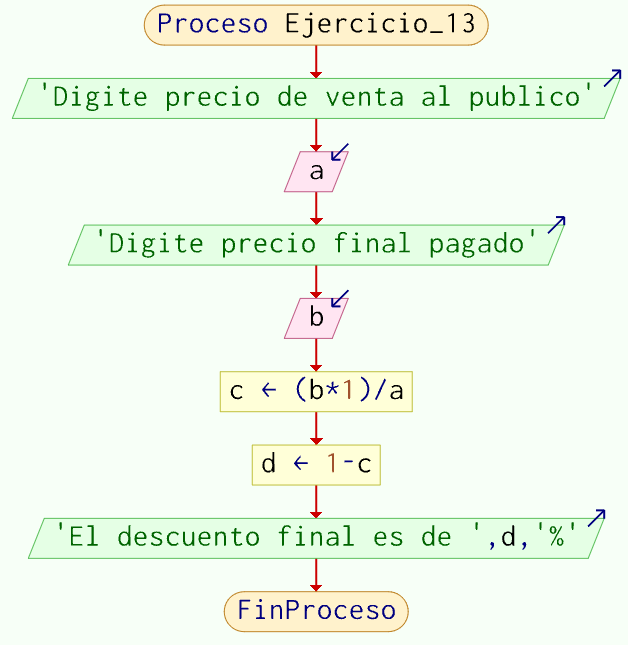 Proceso Ejercicio_13
'Digite precio de venta al publico'
a
'Digite precio final pagado'
b
c ← (b*1)/a
d ← 1-c
'El descuento final es de ',d,'%'
FinProceso